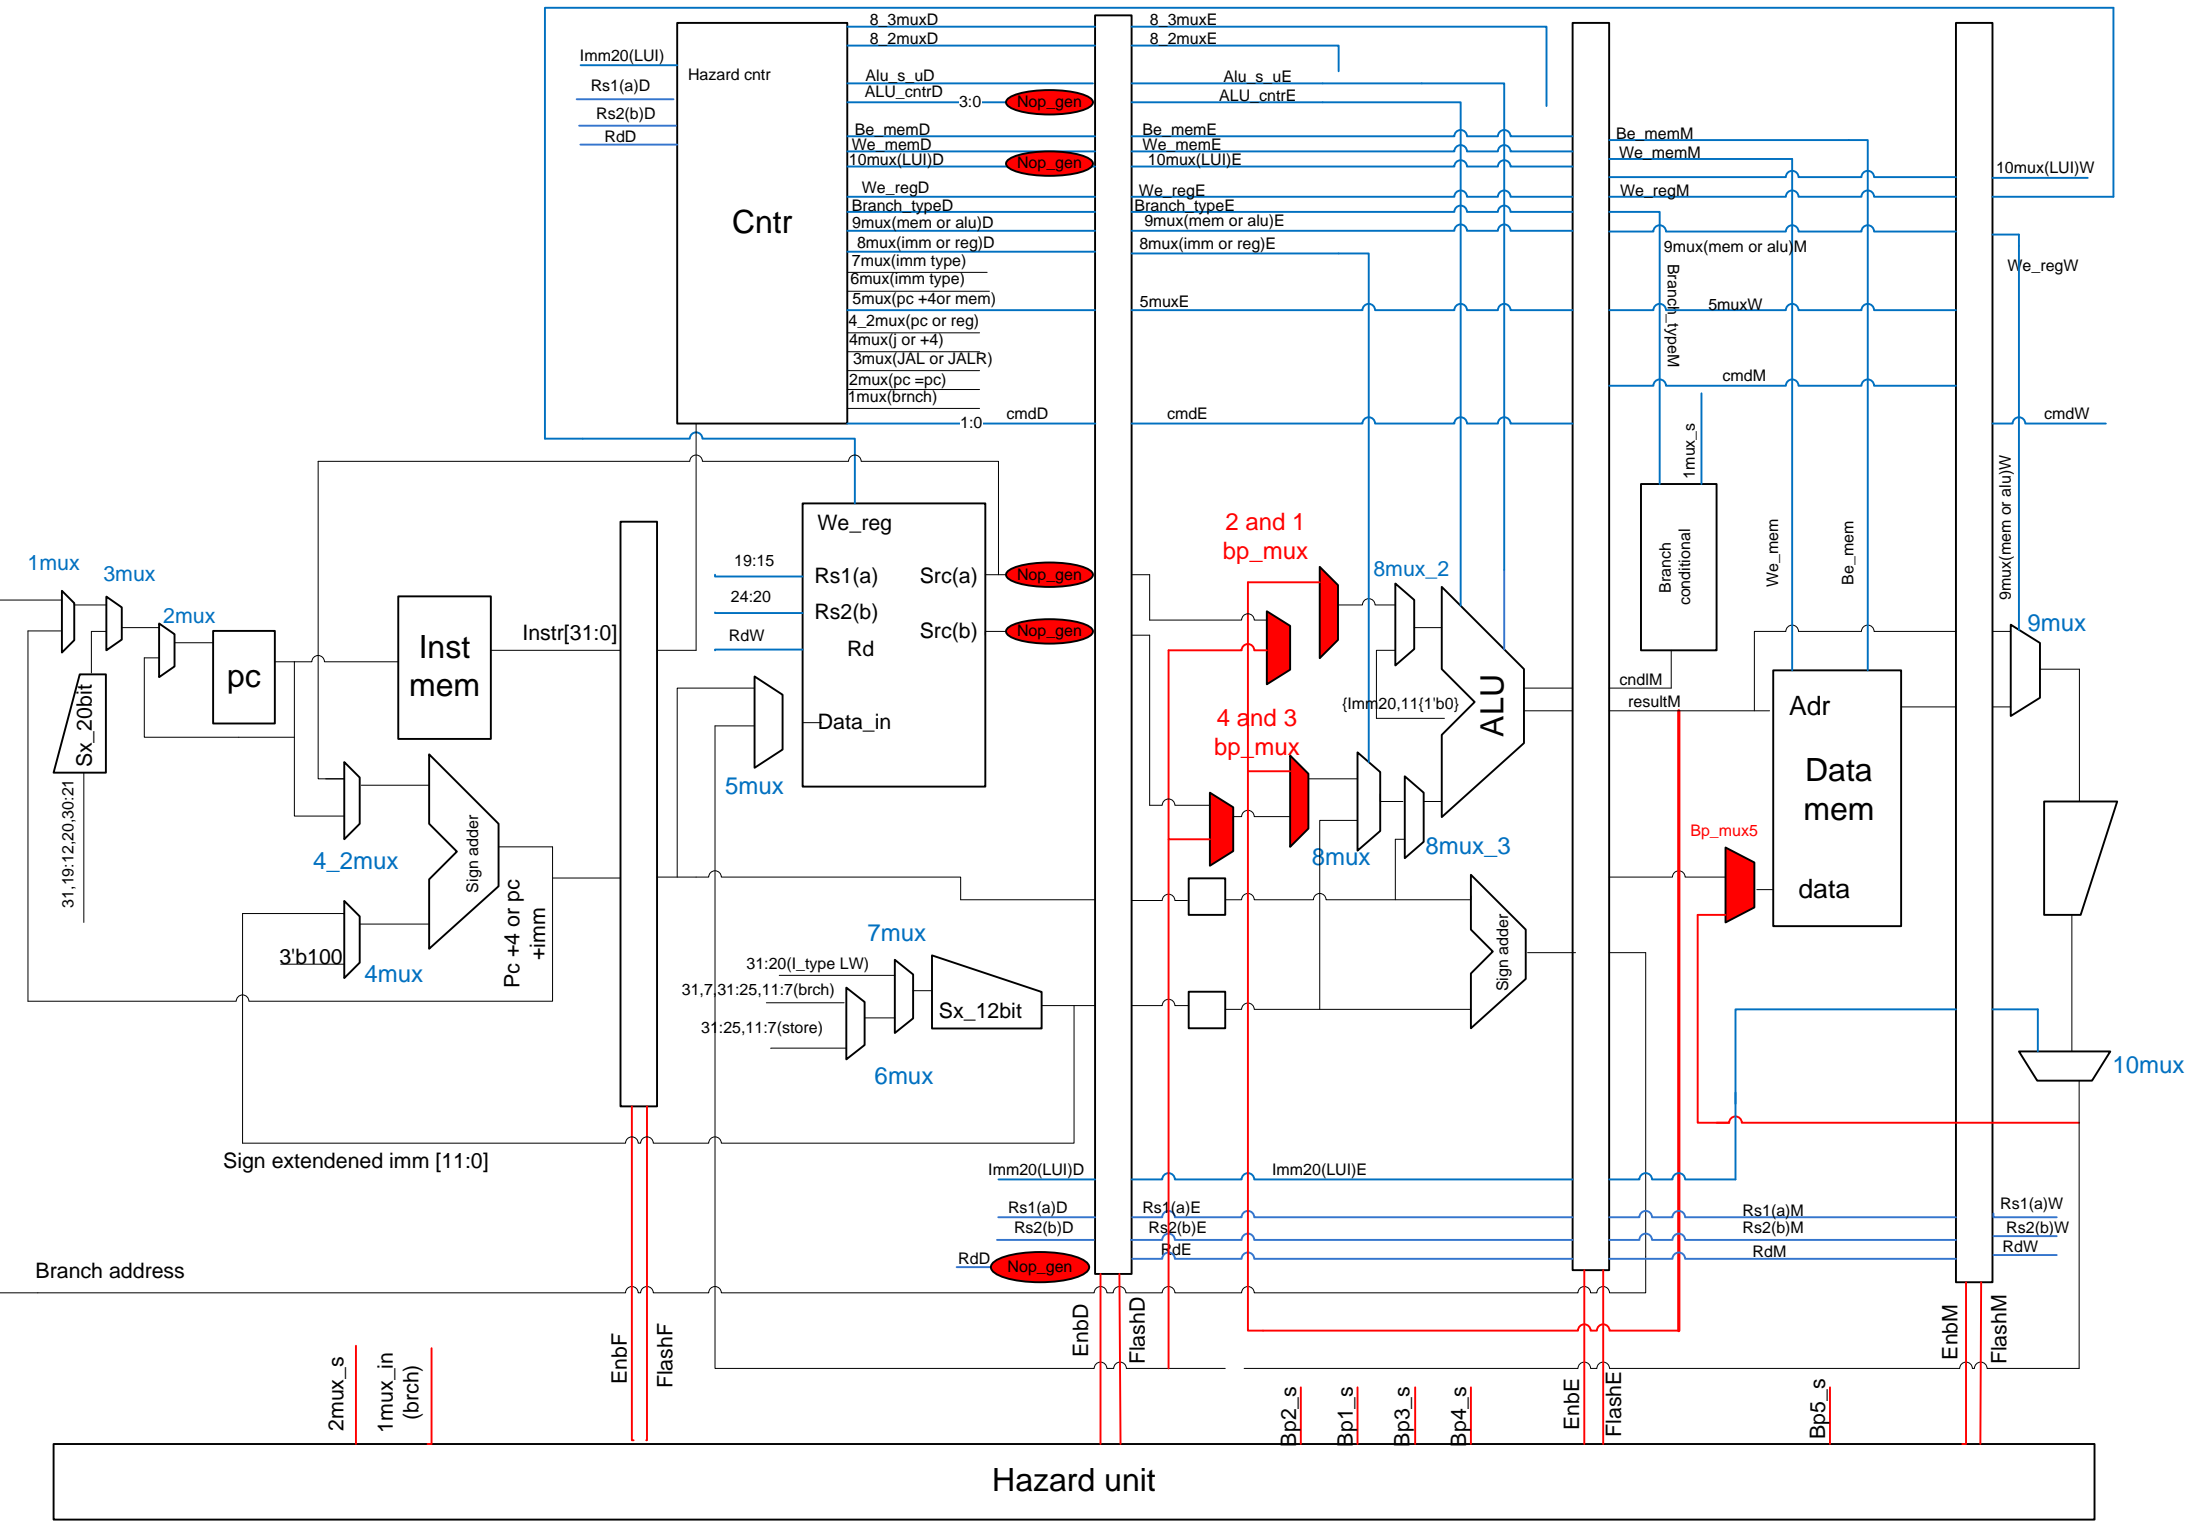 8_3muxD
8_3muxE
8_2muxD
8_2muxE
Imm20(LUI)
Hazard cntr
Rs1(a)D
Rs2(b)D
RdD
Cntr
Alu_s_uD
Alu_s_uE
ALU_cntrD
3:0
Nop_gen
ALU_cntrE
Be_memD
Be_memE
Be_memM
We_memD
We_memE
We_memM
10mux(LUI)D
Nop_gen
10mux(LUI)E
10mux(LUI)W
We_regD
We_regE
We_regM
Branch_typeD
Branch_typeE
9mux(mem or alu)D
9mux(mem or alu)E
8mux(imm or reg)D
8mux(imm or reg)E
9mux(mem or alu)M
We_regW
7mux(imm type)
6mux(imm type)
5mux(pc +4or mem)
5muxE
5muxW
Branch_typeM
4_2mux(pc or reg)
4mux(j or +4)
3mux(JAL or JALR)
2mux(pc =pc)
1mux(brnch)
cmdM
1:0
cmdD
cmdE
cmdW
1mux_s
9mux(mem or alu)W
We_reg
Rs1(a)
Rs2(b)
Rd
Data_in
Src(a)
Src(b)
Nop_gen
Nop_gen
19:15
24:20
RdW
2 and 1
bp_mux
8mux_2
Branch
conditional
We_mem
Be_mem
1mux
3mux
2mux
pc
Inst
mem
Instr[31:0]
Sx_20bit
31,19:12,20,30:21
9mux
cndlM
resultM
{Imm20,11{1'b0}
ALU
Adr
Data
mem
data
4 and 3
bp_mux
5mux
4_2mux
Sign adder
8mux
8mux_3
Bp_mux5
3'b100
4mux
Pc +4 or pc
+imm
7mux
31:20(I_type LW)
31,7,31:25,11:7(brch)
31:25,11:7(store)
Sx_12bit
6mux
Sign adder
10mux
Sign extendened imm [11:0]
Imm20(LUI)D
Imm20(LUI)E
Rs1(a)D
Rs1(a)E
Rs1(a)M
Rs1(a)W
Rs2(b)D
Rs2(b)E
Rs2(b)M
Rs2(b)W
RdD
Nop_gen
RdE
RdM
RdW
Branch address
2mux_s
1mux_in
(brch)
EnbF
FlashF
EnbD
FlashD
Bp2_s
Bp1_s
Bp3_s
Bp4_s
EnbE
FlashE
Bp5_s
EnbM
FlashM
Hazard unit